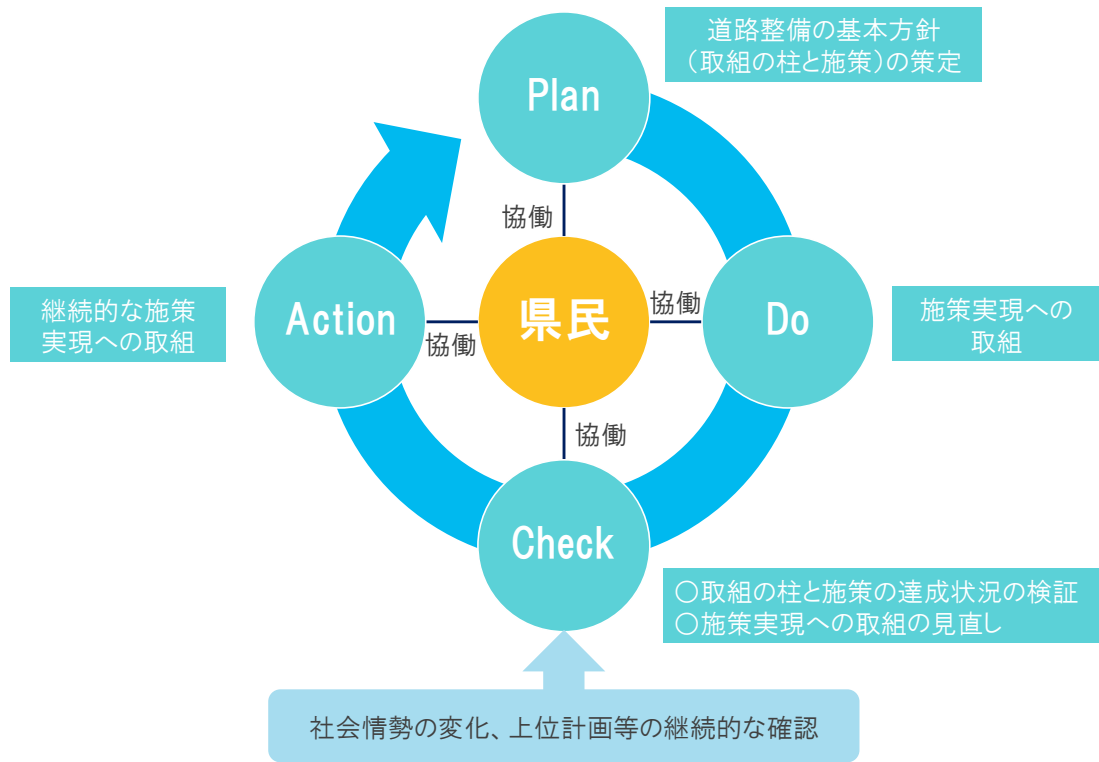 道路整備の基本方針
（取組の柱と施策）の策定
Plan
協働
継続的な施策
実現への取組
Action
協働
県民
協働
Do
施策実現への
取組
協働
Check
○取組の柱と施策の達成状況の検証
○施策実現への取組の見直し
社会情勢の変化、上位計画等の継続的な確認